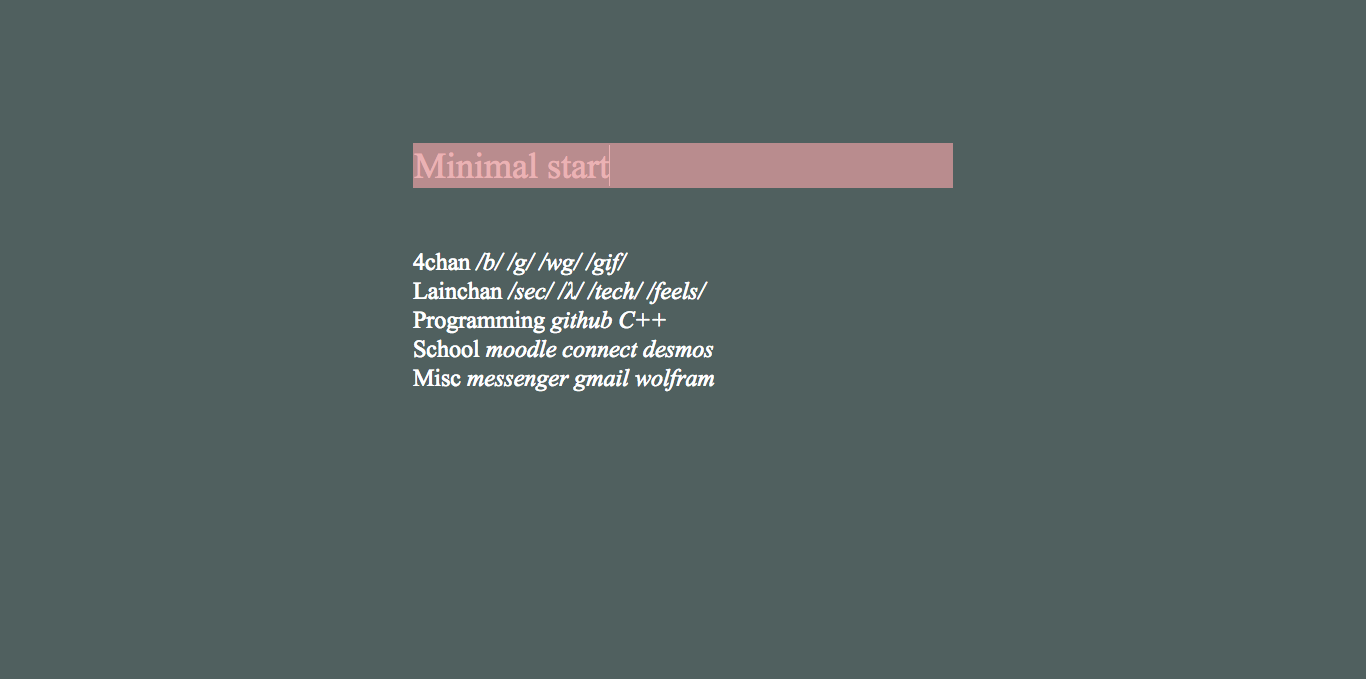 Minimal start
4chan /b/ /g/ /wg/ /gif/
Lainchan /sec/ /λ/ /tech/ /feels/
Programming github C++
School moodle connect desmos
Misc messenger gmail wolfram